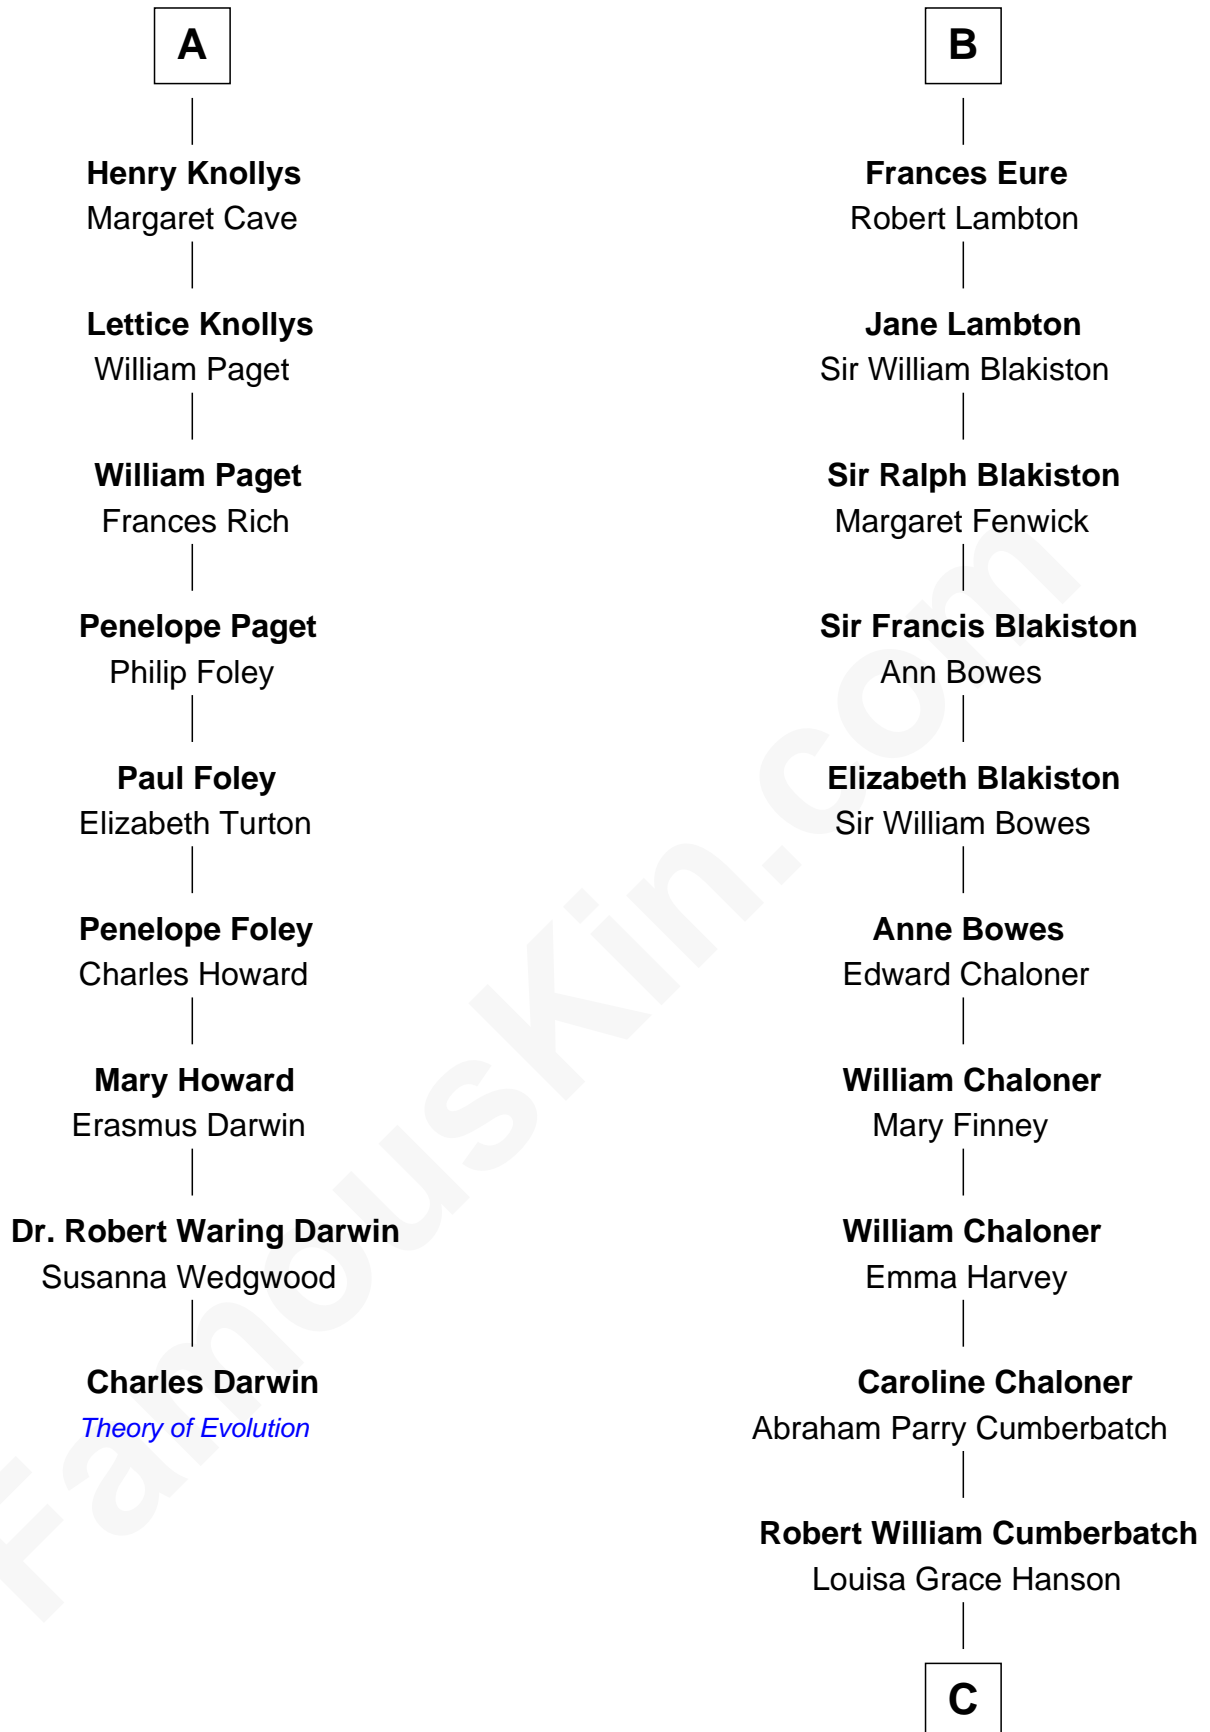 A
Henry Knollys
Margaret Cave
Lettice Knollys
William Paget
William Paget
Frances Rich
Penelope Paget
Philip Foley
Paul Foley
Elizabeth Turton
Penelope Foley
Charles Howard
Mary Howard
Erasmus Darwin
Dr. Robert Waring Darwin
Susanna Wedgwood
Charles Darwin
Theory of Evolution
B
Frances Eure
Robert Lambton
Jane Lambton
Sir William Blakiston
Sir Ralph Blakiston
Margaret Fenwick
Sir Francis Blakiston
Ann Bowes
Elizabeth Blakiston
Sir William Bowes
Anne Bowes
Edward Chaloner
William Chaloner
Mary Finney
William Chaloner
Emma Harvey
Caroline Chaloner
Abraham Parry Cumberbatch
Robert William Cumberbatch
Louisa Grace Hanson
C
FamousKin.com